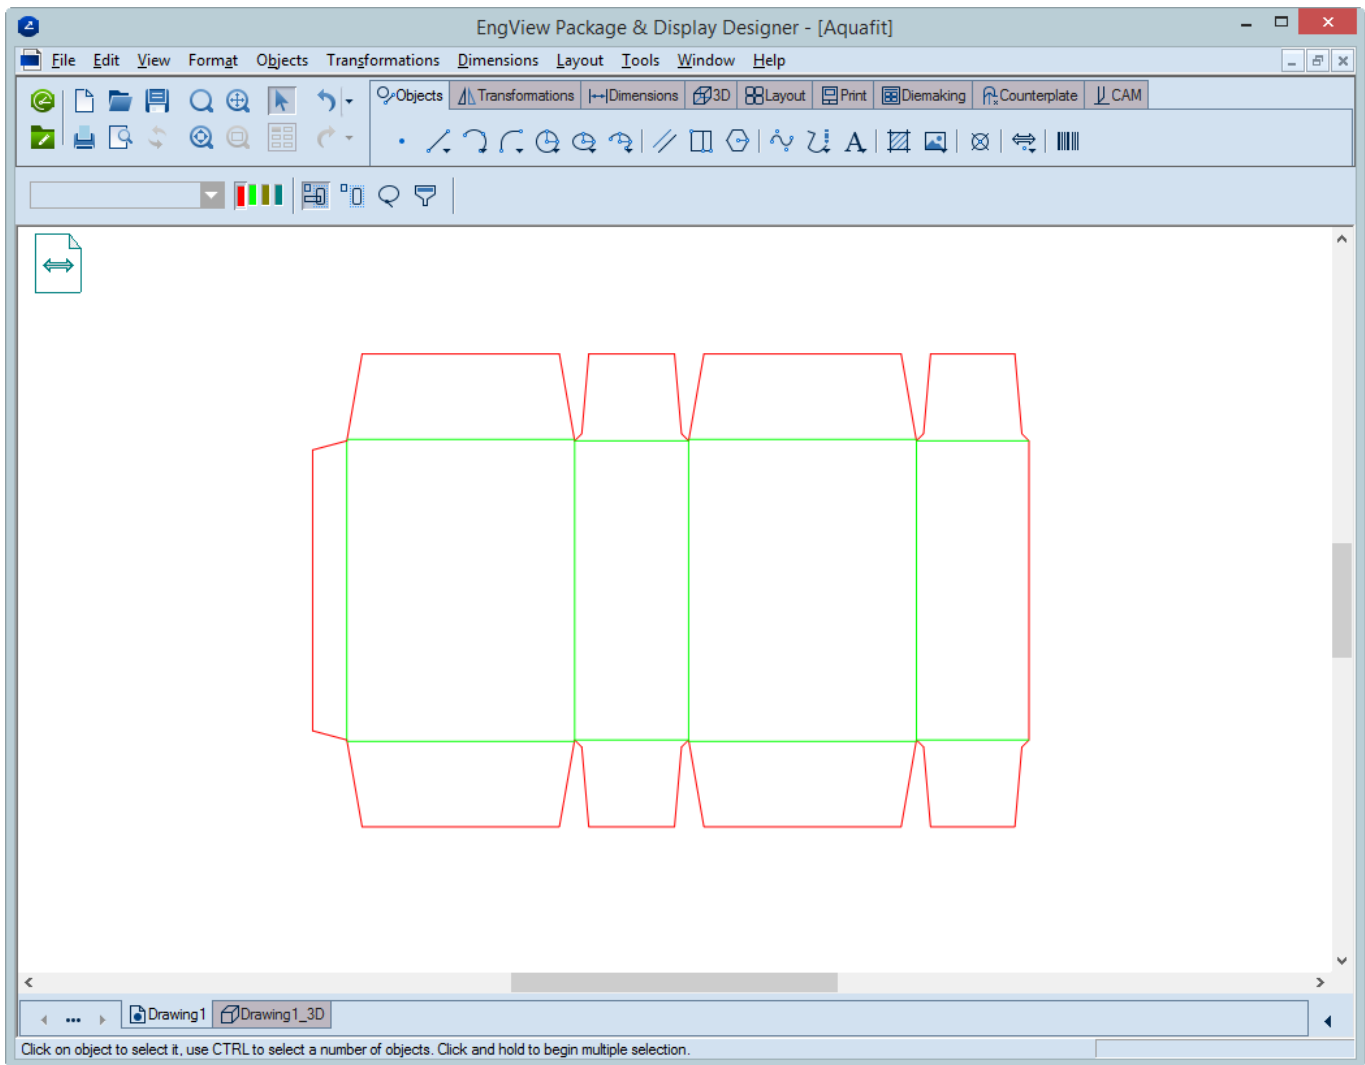 EngView Package & Display Designer - [Aquafit]
File Edit View Format Objects Transformations Dimensions Layout Tools Window Help
Objects Transformations Dimensions 3D Layout Print Diemaking Counterplate CAM
Drawing1 Drawing1_3D
Click on object to select it, use CTRL to select a number of objects. Click and hold to begin multiple selection.